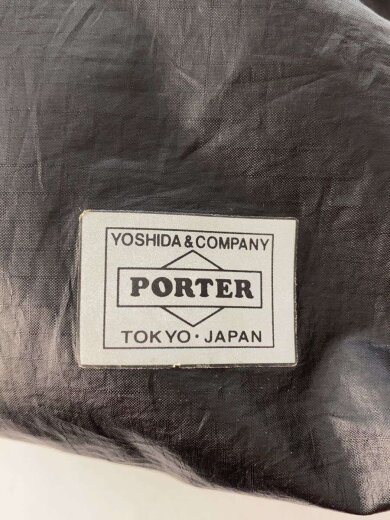 YOSHIDA & COMPANY
PORTER
TOKYO · JAPAN